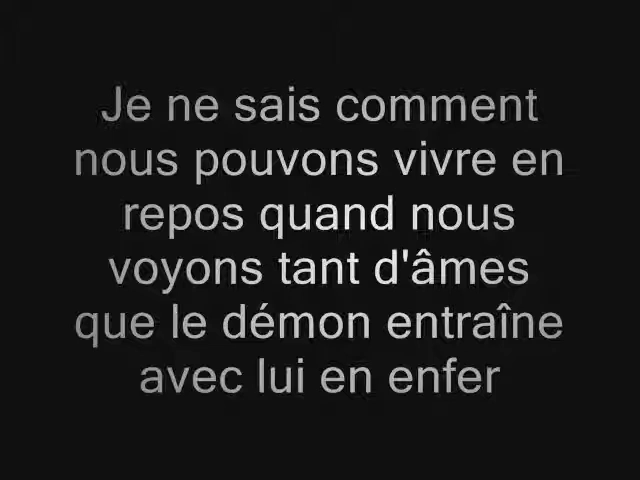 Je ne sais comment
nous pouvons vivre en
repos quand nous
voyons tant d'âmes
que le démon entraîne
avec lui en enfer